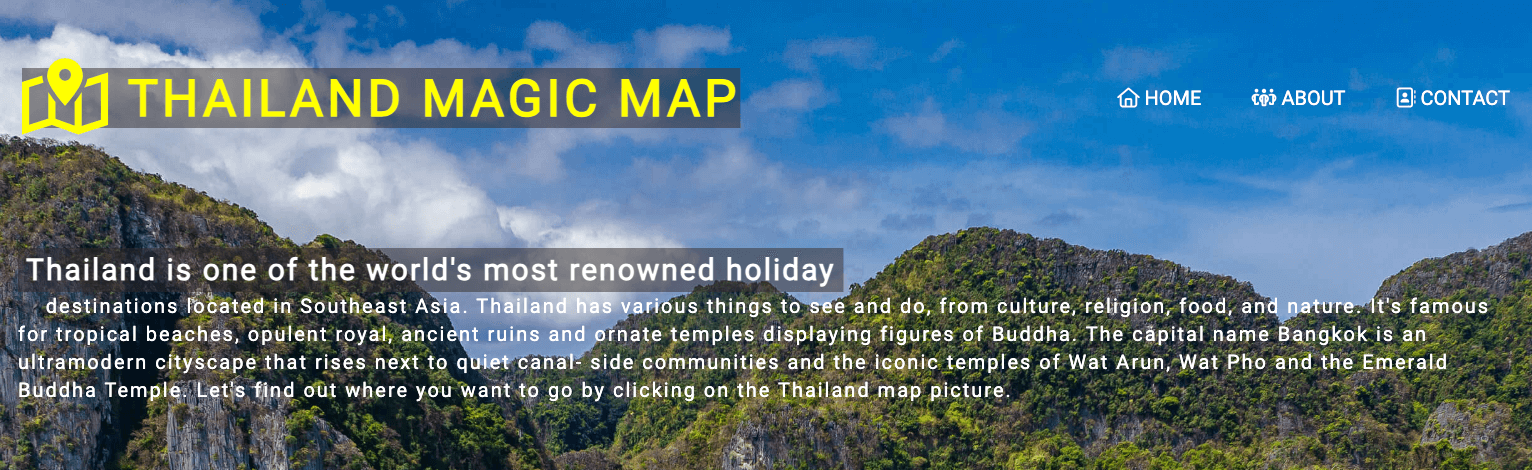 THAILAND MAGIC MAP
HOME ABOUT CONTACT
Thailand is one of the world's most renowned holiday
destinations located in Southeast Asia. Thailand has various things to see and do, from culture, religion, food, and nature. It's famous
for tropical beaches, opulent royal, ancient ruins and ornate temples displaying figures of Buddha. The capital name Bangkok is an
ultramodern cityscape that rises next to quiet canal- side communities and the iconic temples of Wat Arun, Wat Pho and the Emerald
Buddha Temple. Let's find out where you want to go by clicking on the Thailand map picture.